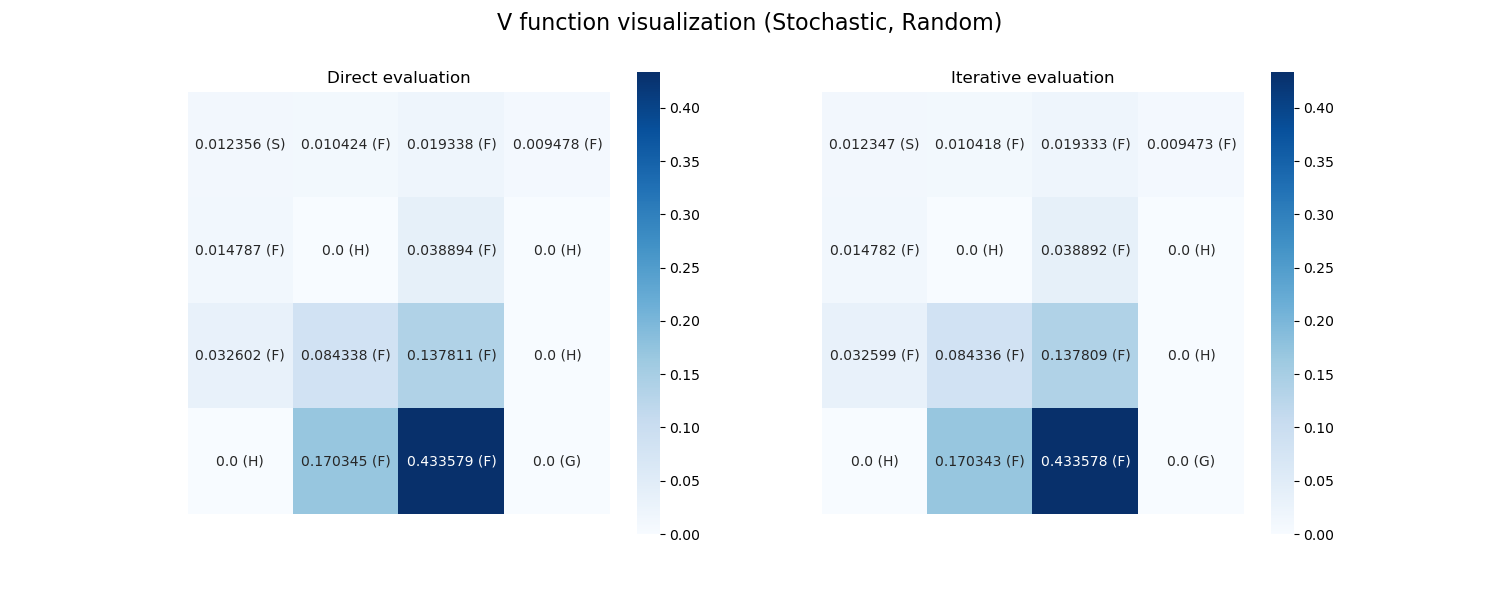 V function visualization (Stochastic, Random)
Direct evaluation
0.012356 (S) 0.010424 (F) 0.019338 (F) 0.009478 (F)
0.014787 (F) 0.0 (H) 0.038894 (F) 0.0 (H)
0.032602 (F) 0.084338 (F) 0.137811 (F) 0.0 (H)
0.0 (H) 0.170345 (F) 0.433579 (F) 0.0 (G)
0.40
0.35
0.30
0.25
0.20
0.15
0.10
0.05
0.00
Iterative evaluation
0.012347 (S) 0.010418 (F) 0.019333 (F) 0.009473 (F)
0.014782 (F) 0.0 (H) 0.038892 (F) 0.0 (H)
0.032599 (F) 0.084336 (F) 0.137809 (F) 0.0 (H)
0.0 (H) 0.170343 (F) 0.433578 (F) 0.0 (G)
0.40
0.35
0.30
0.25
0.20
0.15
0.10
0.05
0.00